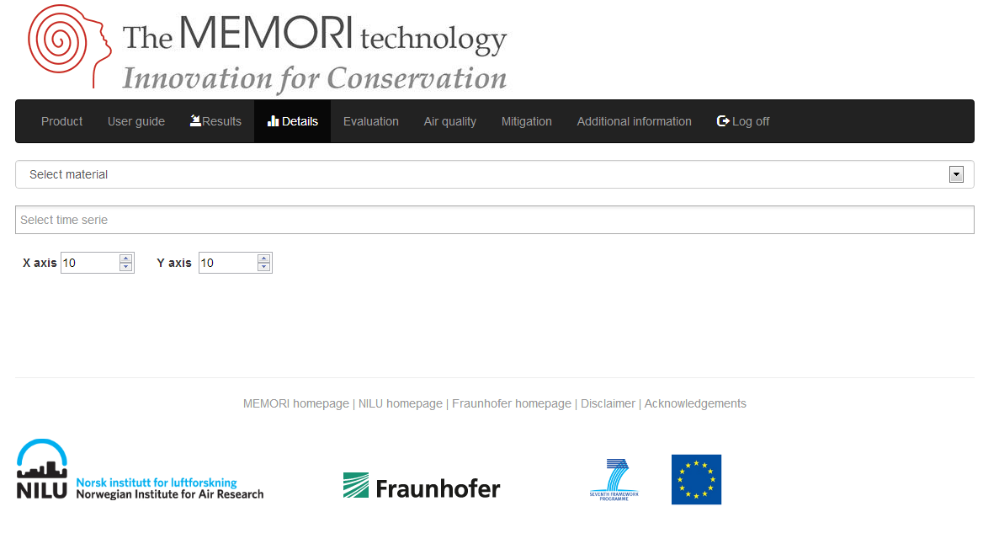 The MEMORI technology
Innovation for Conservation
Product User guide Results Details Evaluation Air quality Mitigation Additional information Log off
Select material
Select time serie
X axis 10 Y axis 10
MEMORI homepage | NILU homepage | Fraunhofer homepage | Disclaimer | Acknowledgements
NILU
Norsk institutt for luftforskning
Norwegian Institute for Air Research
Fraunhofer
7
SEVENTH FRAMEWORK
PROGRAMME